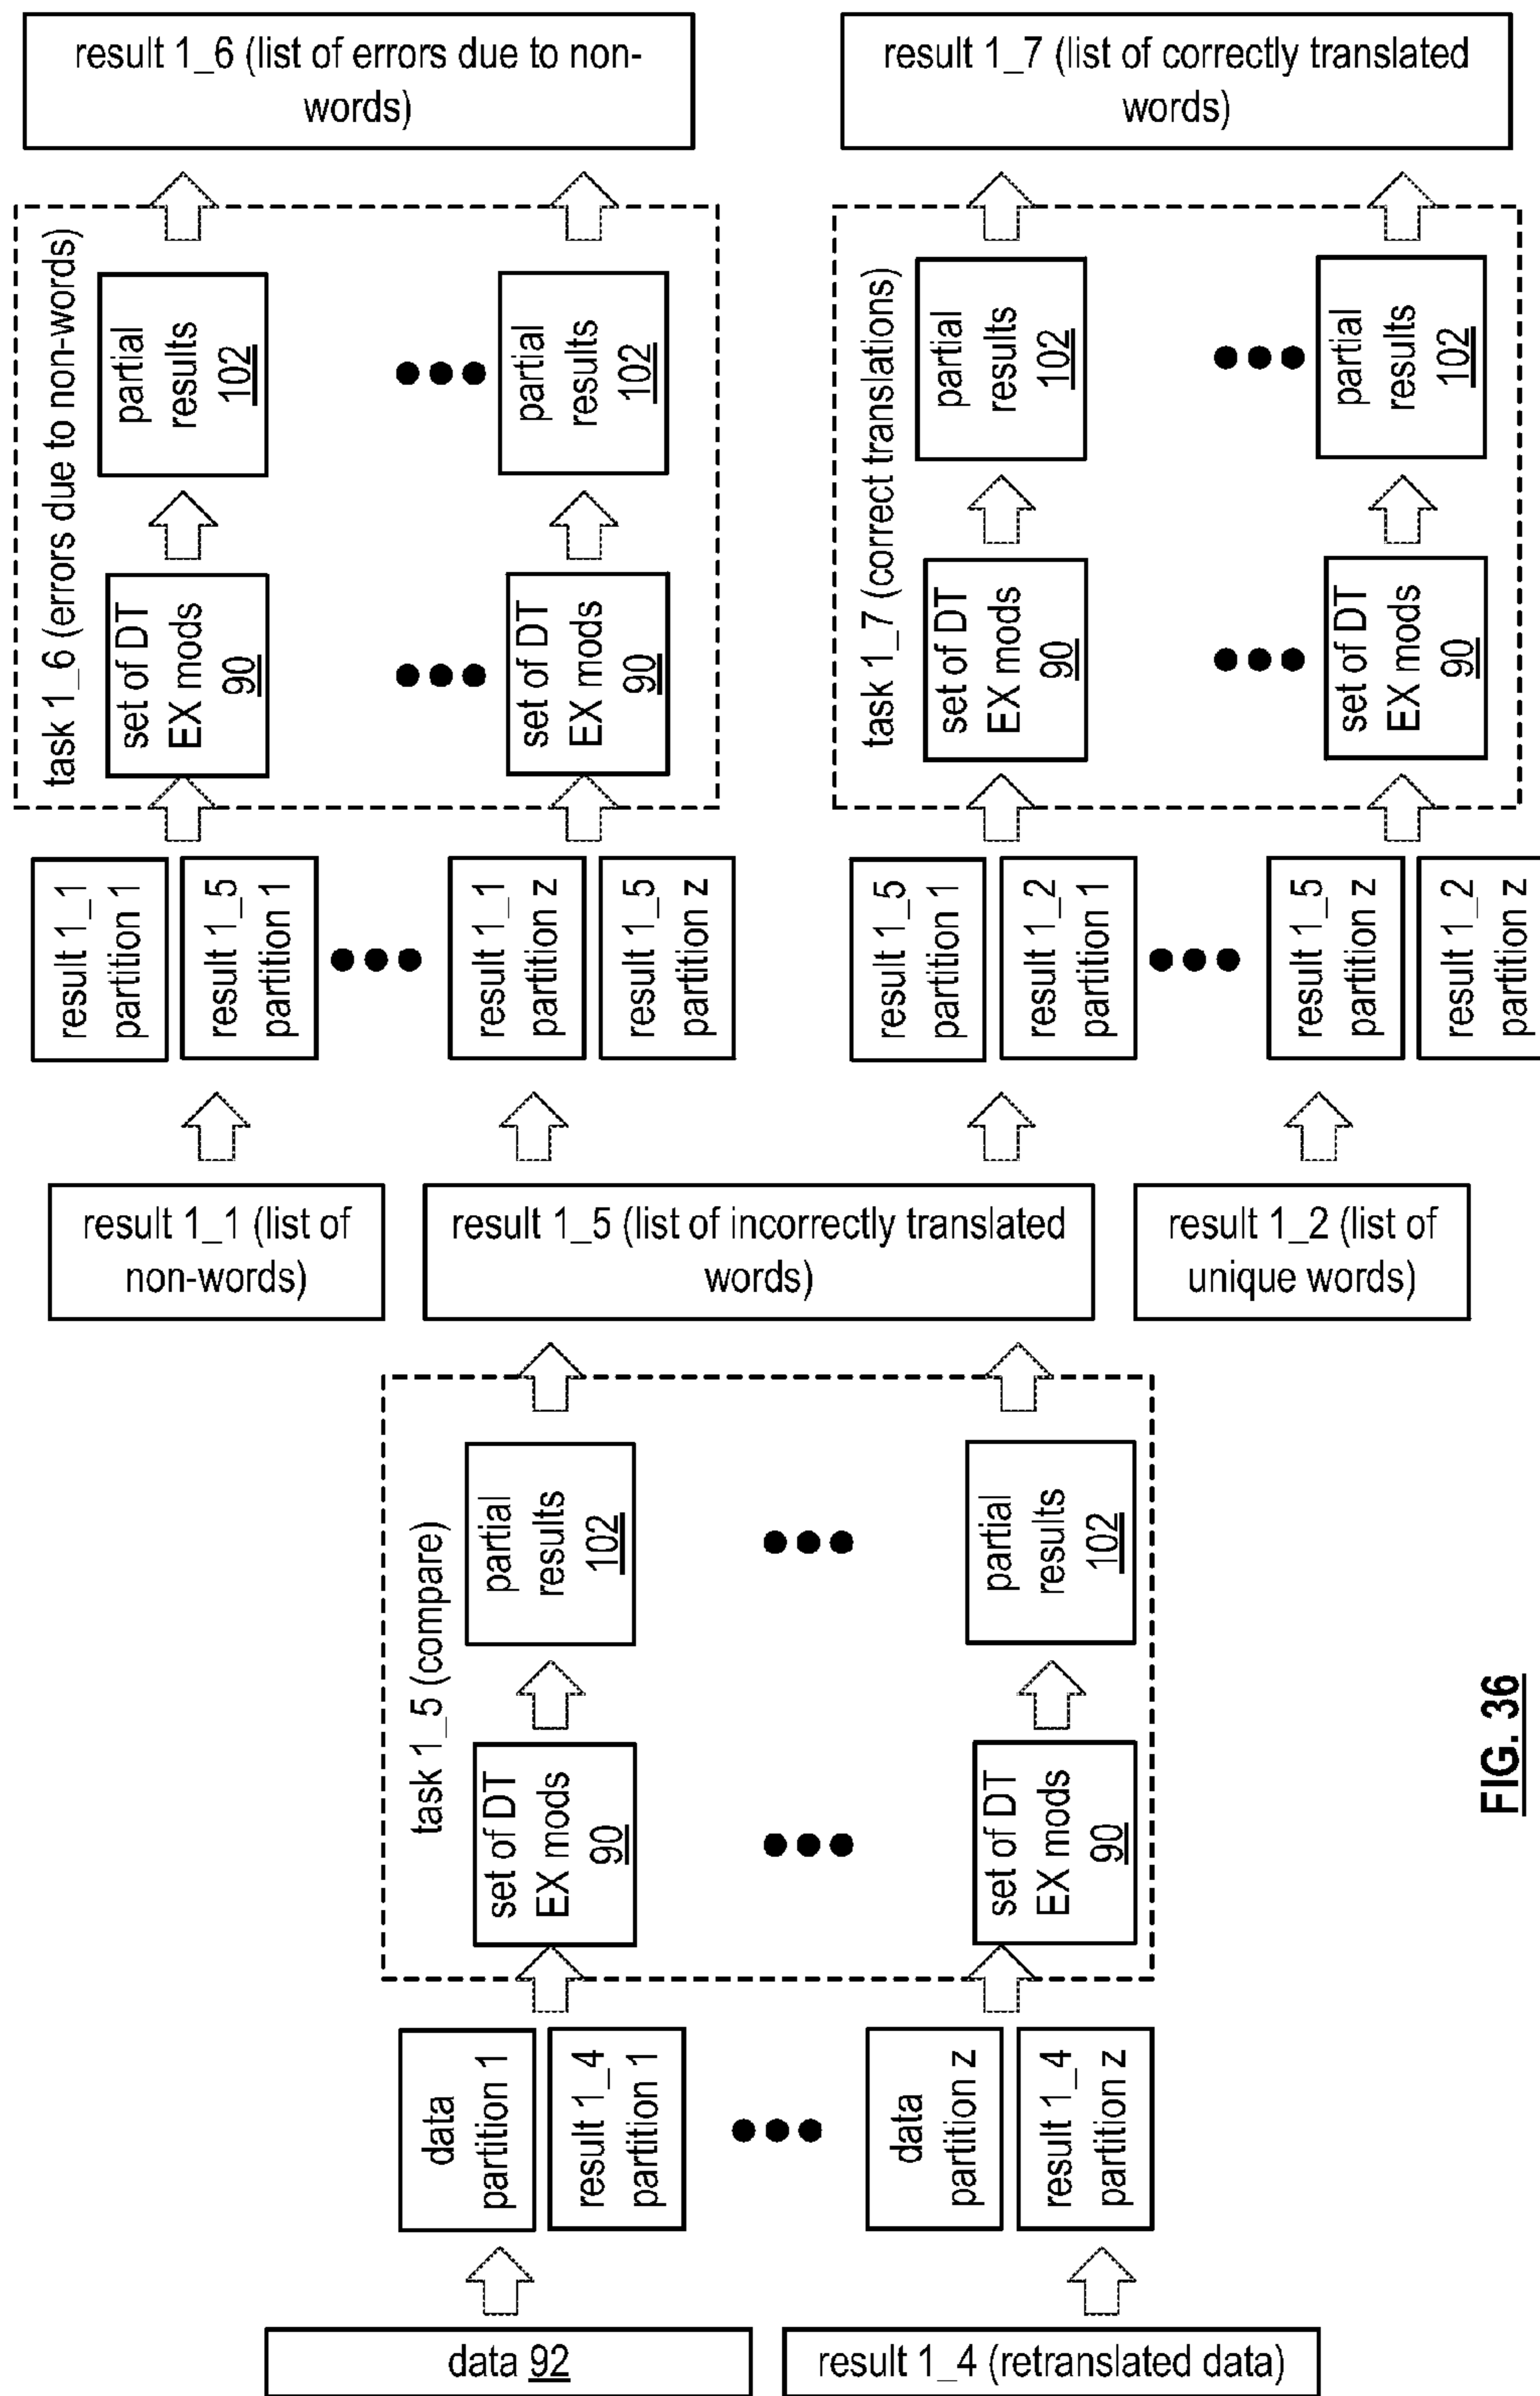 result 1_6 (list of errors due to non-
words)
result 1_7 (list of correctly translated
words)
task 1_6 (errors due to non-words)
partial
results
102
partial
results
102
set of DT
EX mods
90
set of DT
EX mods
90
task 1_7 (correct translations)
partial
results
102
partial
results
102
set of DT
EX mods
90
set of DT
EX mods
90
result 1_1
partition 1
result 1_5
partition 1
result 1_1
partition z
result 1_5
partition z
result 1_5
partition 1
result 1_2
partition 1
result 1_5
partition z
result 1_2
partition z
result 1_1 (list of
non-words)
result 1_5 (list of incorrectly translated
words)
result 1_2 (list of
unique words)
task 1_5 (compare)
partial
results
102
partial
results
102
set of DT
EX mods
90
set of DT
EX mods
90
data
partition 1
result 1_4
partition 1
data
partition z
result 1_4
partition z
data 92
result 1_4 (retranslated data)
FIG. 36